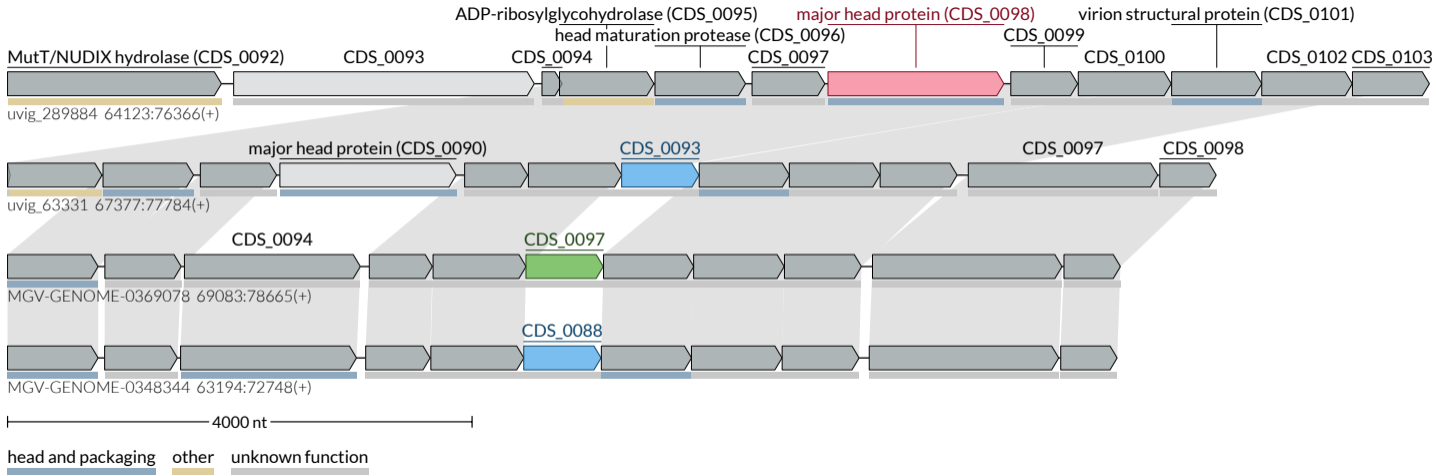 ADP-ribosylglycohydrolase (CDS_0095) major head protein (CDS_0098) virion structural protein (CDS_0101)
head maturation protease (CDS_0096) CDS_0099
MutT/NUDIX hydrolase (CDS_0092) CDS_0093 CDS_0094 CDS_0097 CDS_0100 CDS_0102 CDS_0103
uvig_289884 64123:76366(+)
major head protein (CDS_0090) CDS_0093 CDS_0097 CDS_0098
uvig_63331 67377:77784(+)
CDS_0094 CDS_0097
MGV-GENOME-0369078 69083:78665(+)
CDS_0088
MGV-GENOME-0348344 63194:72748(+)
4000 nt
head and packaging other unknown function